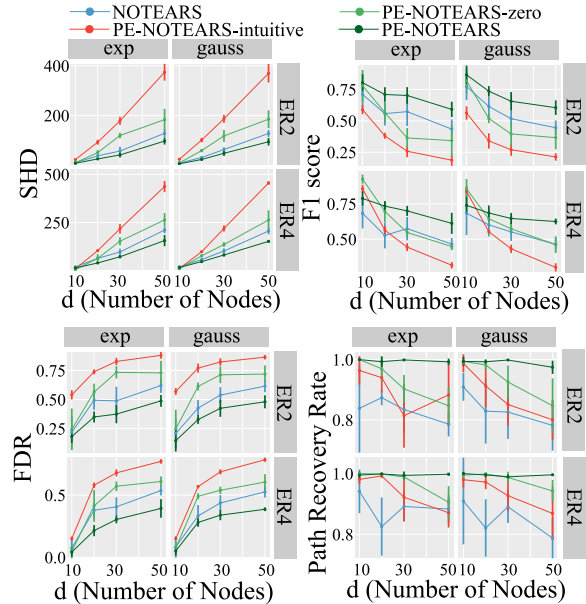 NOTEARS PE-NOTEARS-zero
PE-NOTEARS-intuitive PE-NOTEARS
exp gauss
SHD
400
200
ER2
500
250
ER4
10 30 50 10 30 50
d (Number of Nodes)
exp gauss
F1 score
0.75
0.50
0.25
ER2
0.75
0.50
ER4
10 30 50 10 30 50
d (Number of Nodes)
exp gauss
FDR
0.75
0.50
0.25
ER2
0.5
0.0
ER4
10 30 50 10 30 50
d (Number of Nodes)
exp gauss
Path Recovery Rate
1.0
0.8
ER2
1.0
0.8
ER4
10 30 50 10 30 50
d (Number of Nodes)